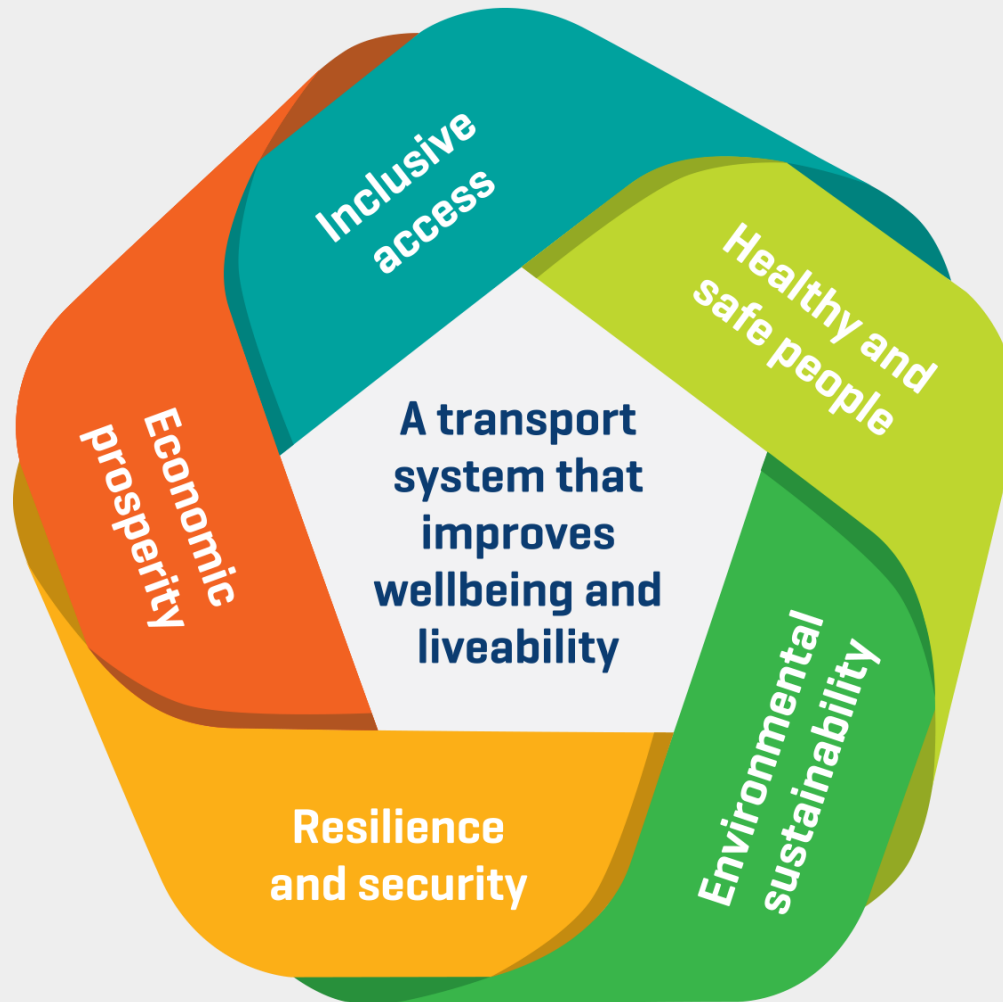 Inclusive
access
Healthy and
safe people
Environmental
sustainability
Resilience
and security
Economic
prosperity
A transport
system that
improves
wellbeing and
liveability